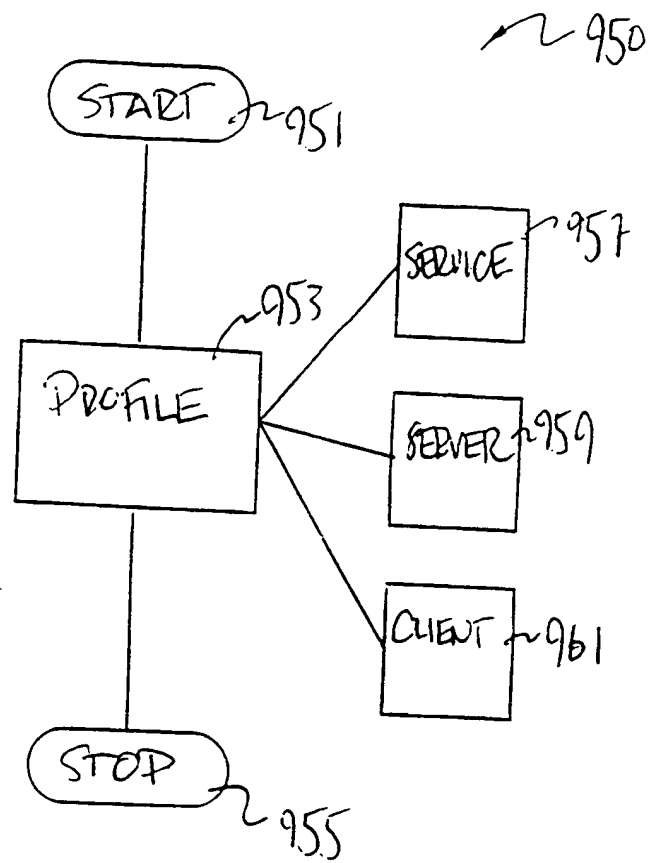 950
START
951
SERVICE
957
953
PROFILE
SERVER
959
CLIENT
961
STOP
955